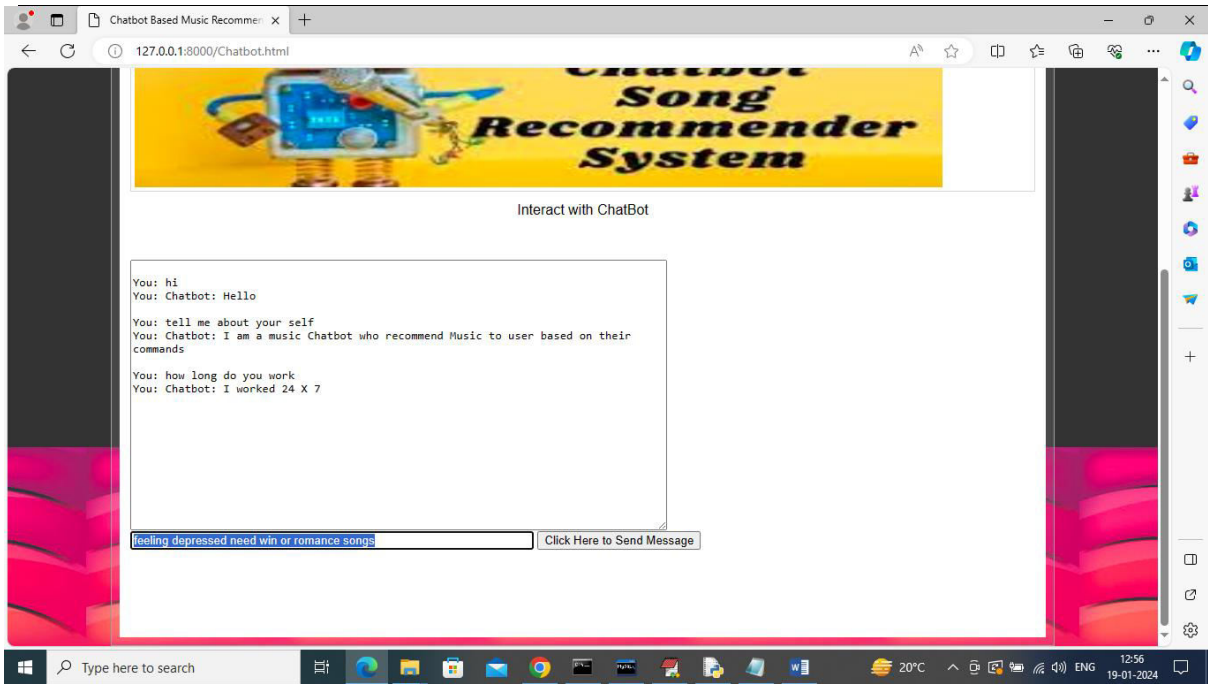 Chatbot Based Music Recommen
127.0.0.1:8000/Chatbot.html
Chatbot
Song
Recommender
System
Interact with ChatBot
You: hi
You: Chatbot: Hello
You: tell me about your self
You: Chatbot: I am a music Chatbot who recommend Music to user based on their
commands
You: how long do you work
You: Chatbot: I worked 24 X 7
feeling depressed need win or romance songs
Click Here to Send Message
Type here to search
20°C
ENG
12:56
19-01-2024